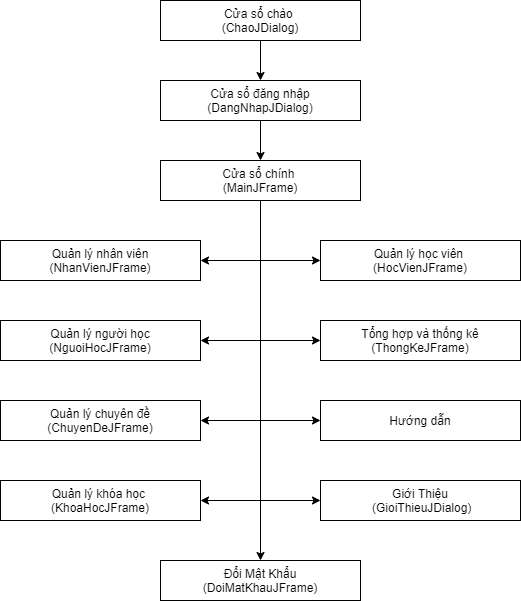 Cửa sổ chào
(ChaoJDialog)
Cửa sổ đăng nhập
(DangNhapJDialog)
Cửa sổ chính
(MainJFrame)
Quản lý nhân viên
(NhanVienJFrame)
Quản lý học viên
(HocVienJFrame)
Quản lý người học
(NguoiHocJFrame)
Tổng hợp và thống kê
(ThongKeJFrame)
Quản lý chuyên đề
(ChuyenDeJFrame)
Hướng dẫn
Quản lý khóa học
(KhoaHocJFrame)
Giới Thiệu
(GioiThieuJDialog)
Đổi Mật Khẩu
(DoiMatKhauJFrame)